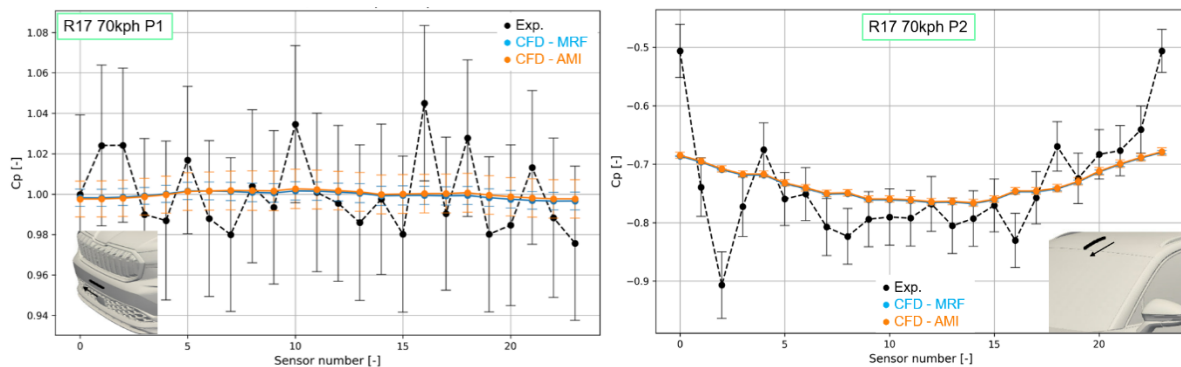 R17 70kph P1
Exp.
CFD - MRF
CFD - AMI
1.08
1.06
1.04
1.02
1.00
0.98
0.96
0.94
Cp [-]
0 5 10 15 20
Sensor number [-]
R17 70kph P2
−0.5
−0.6
−0.7
−0.8
−0.9
Cp [-]
Exp.
CFD - MRF
CFD - AMI
0 5 10 15 20
Sensor number [-]